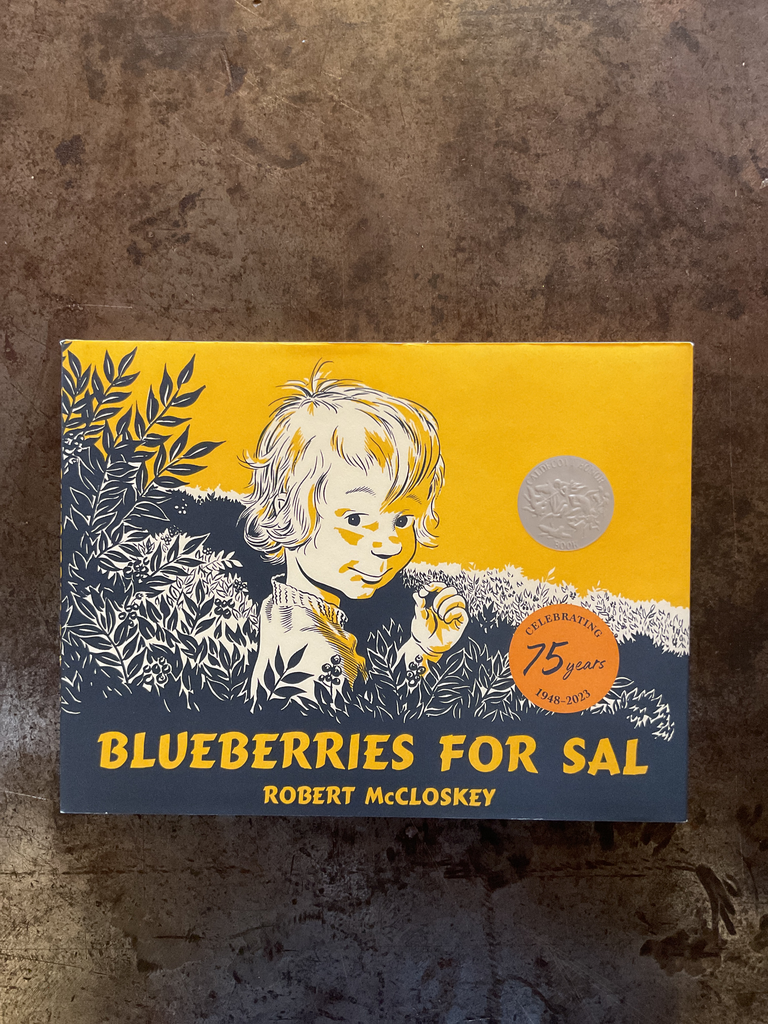 CELEBRATING
75 years
1948–2023
BLUEBERRIES FOR SAL
ROBERT McCLOSKEY